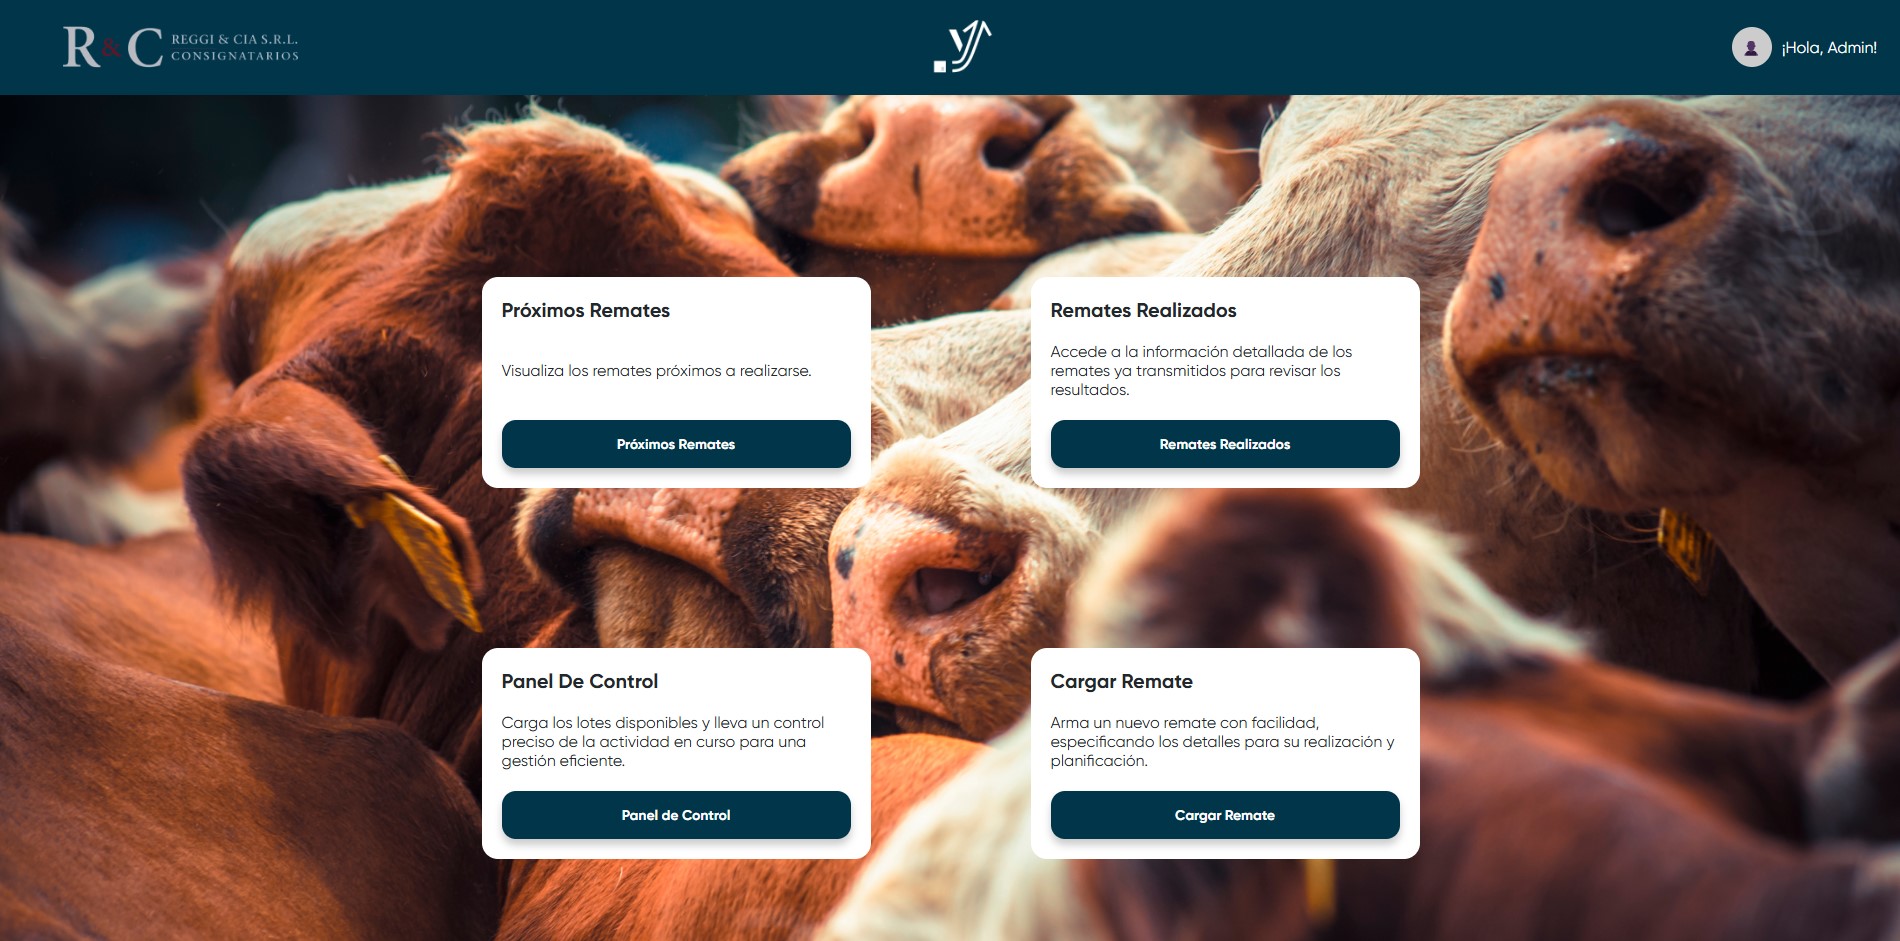 R&C REGGI & CIA S.R.L.
CONSIGNATARIOS
¡Hola, Admin!
Próximos Remates
Visualiza los remates próximos a realizarse.
Próximos Remates
Remates Realizados
Accede a la información detallada de los
remates ya transmitidos para revisar los
resultados.
Remates Realizados
Panel De Control
Carga los lotes disponibles y lleva un control
preciso de la actividad en curso para una
gestión eficiente.
Panel de Control
Cargar Remate
Arma un nuevo remate con facilidad,
especificando los detalles para su realización y
planificación.
Cargar Remate